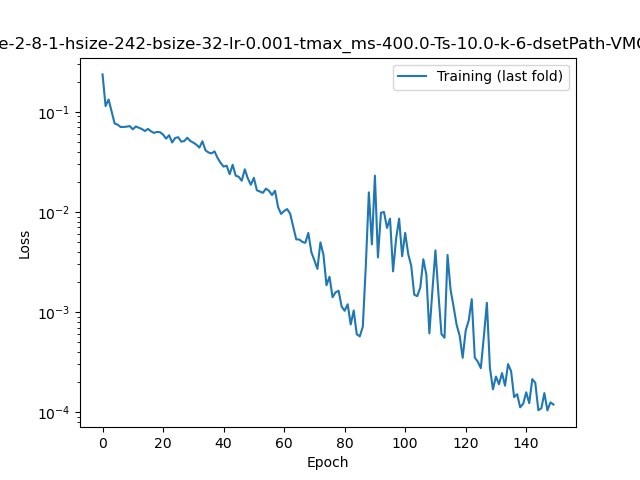 e-2-8-1-hsize-242-bsize-32-lr-0.001-tmax_ms-400.0-Ts-10.0-k-6-dsetPath-VMC
Training (last fold)
10⁻¹
10⁻²
10⁻³
10⁻⁴
Loss
0 20 40 60 80 100 120 140
Epoch